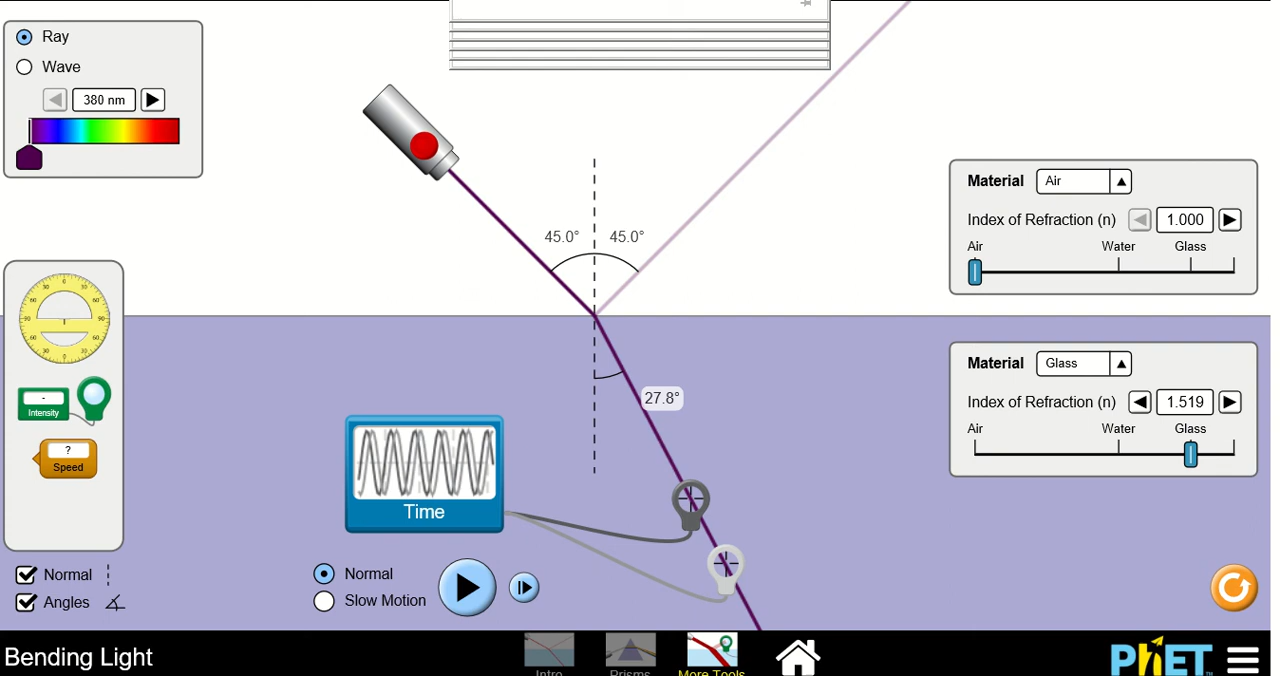 Ray
Wave
380 nm
45.0° 45.0°
Material Air
Index of Refraction (n) 1.000
Air Water Glass
27.8°
Material Glass
Index of Refraction (n) 1.519
Air Water Glass
-
Intensity
?
Speed
Time
Normal
Angles
Normal
Slow Motion
Bending Light
Intro
Prisms
More Tools
PhET